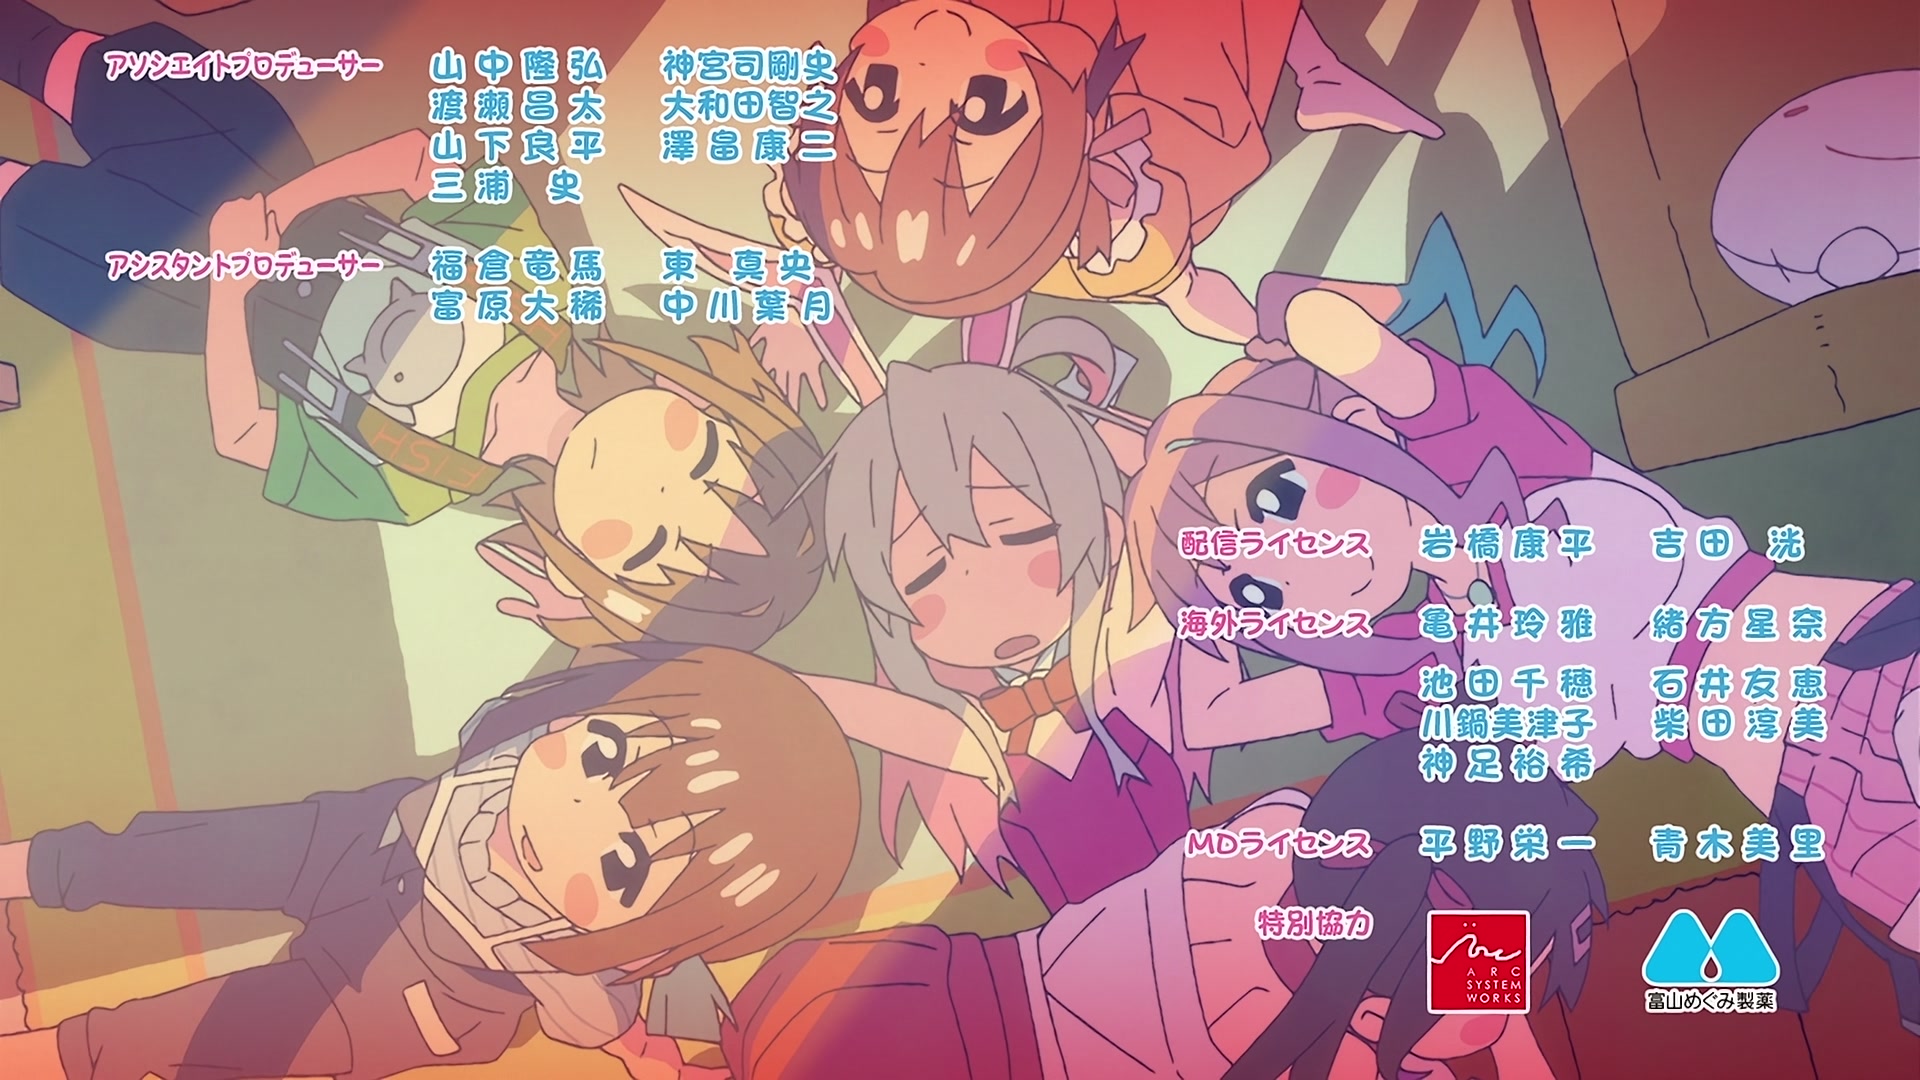 アソシエイトプロデューサー 山中隆弘 神宮司剛史
渡瀬昌太 大和田智之
山下良平 澤畠康二
三浦 史
アシスタントプロデューサー 福倉竜馬 東 真央
富原大稀 中川葉月
FISH
配信ライセンス 岩橋康平 吉田 洸
海外ライセンス 亀井玲雅 緒方星奈
池田千穂 石井友恵
川鍋美津子 柴田淳美
神足裕希
MDライセンス 平野栄一 青木美里
特別協力
ARC
SYSTEM
WORKS
富山めぐみ製薬